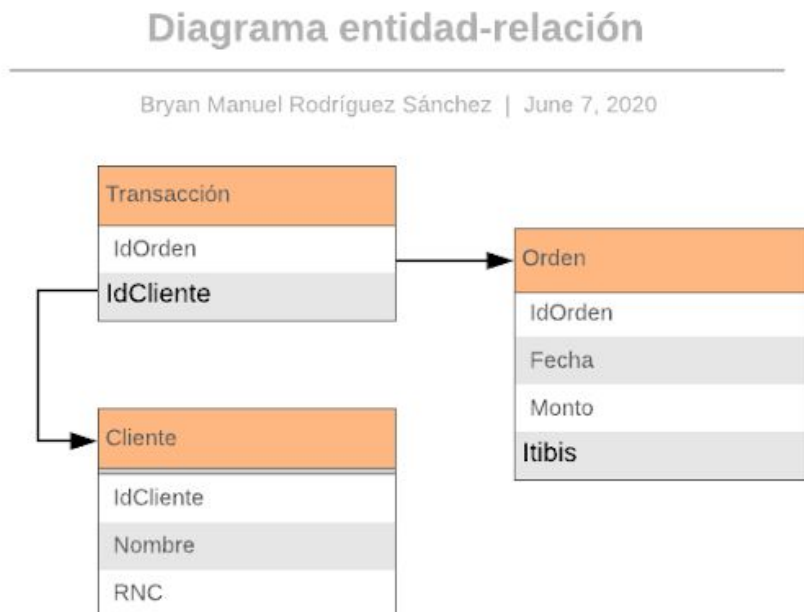 Diagrama entidad-relación
Bryan Manuel Rodríguez Sánchez | June 7, 2020
Transacción
IdOrden
IdCliente
Orden
IdOrden
Fecha
Monto
Itibis
Cliente
IdCliente
Nombre
RNC